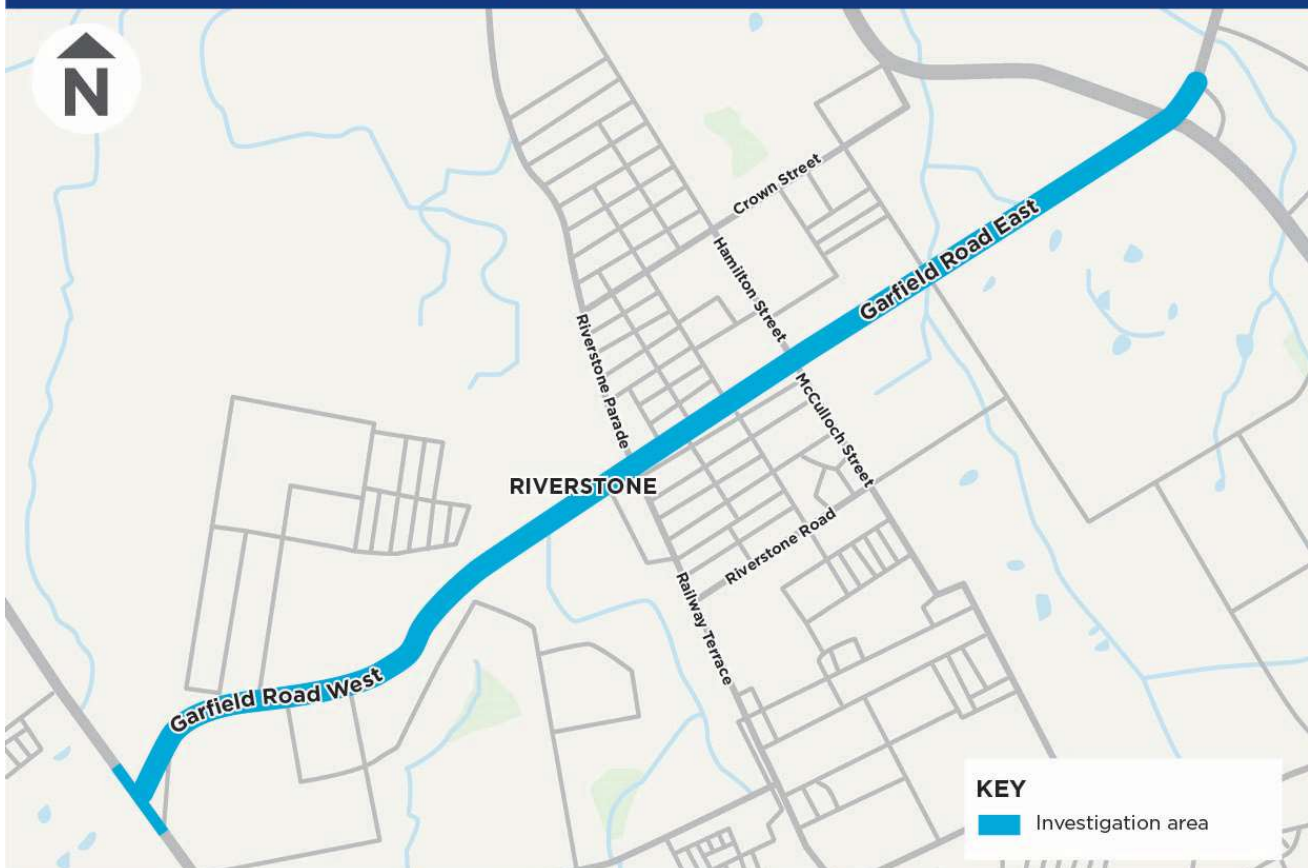 N
Crown Street
Hamilton Street
Garfield Road East
Riverstone Parade
McCulloch Street
RIVERSTONE
Riverstone Road
Railway Terrace
Garfield Road West
KEY
Investigation area